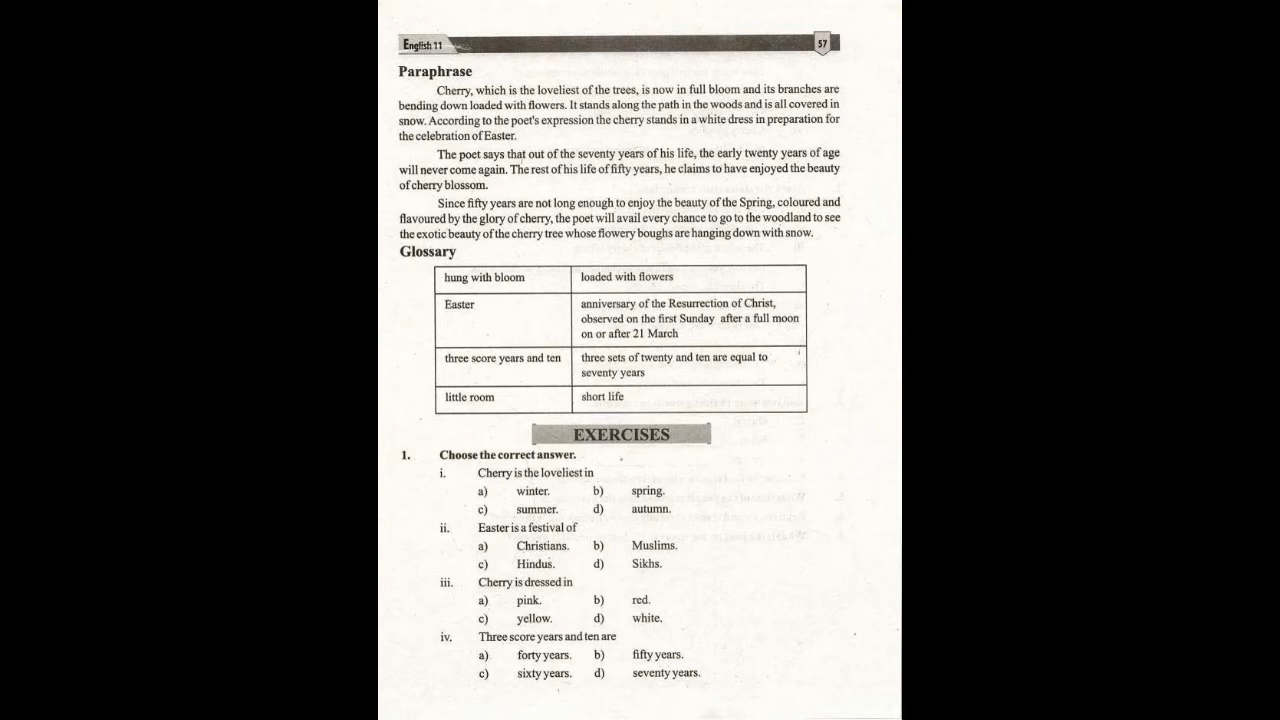 English 11
57
Paraphrase
Cherry, which is the loveliest of the trees, is now in full bloom and its branches are
bending down loaded with flowers. It stands along the path in the woods and is all covered in
snow. According to the poet's expression the cherry stands in a white dress in preparation for
the celebration of Easter.
The poet says that out of the seventy years of his life, the early twenty years of age
will never come again. The rest of his life of fifty years, he claims to have enjoyed the beauty
of cherry blossom.
Since fifty years are not long enough to enjoy the beauty of the Spring, coloured and
flavoured by the glory of cherry, the poet will avail every chance to go to the woodland to see
the exotic beauty of the cherry tree whose flowery boughs are hanging down with snow.
Glossary
hung with bloom loaded with flowers
Easter anniversary of the Resurrection of Christ,
observed on the first Sunday after a full moon
on or after 21 March
three score years and ten three sets of twenty and ten are equal to
seventy years
little room short life
EXERCISES
1. Choose the correct answer.
i. Cherry is the loveliest in
a) winter. b) spring.
c) summer. d) autumn.
ii. Easter is a festival of
a) Christians. b) Muslims.
c) Hindus. d) Sikhs.
iii. Cherry is dressed in
a) pink. b) red.
c) yellow. d) white.
iv. Three score years and ten are
a) forty years. b) fifty years.
c) sixty years. d) seventy years.